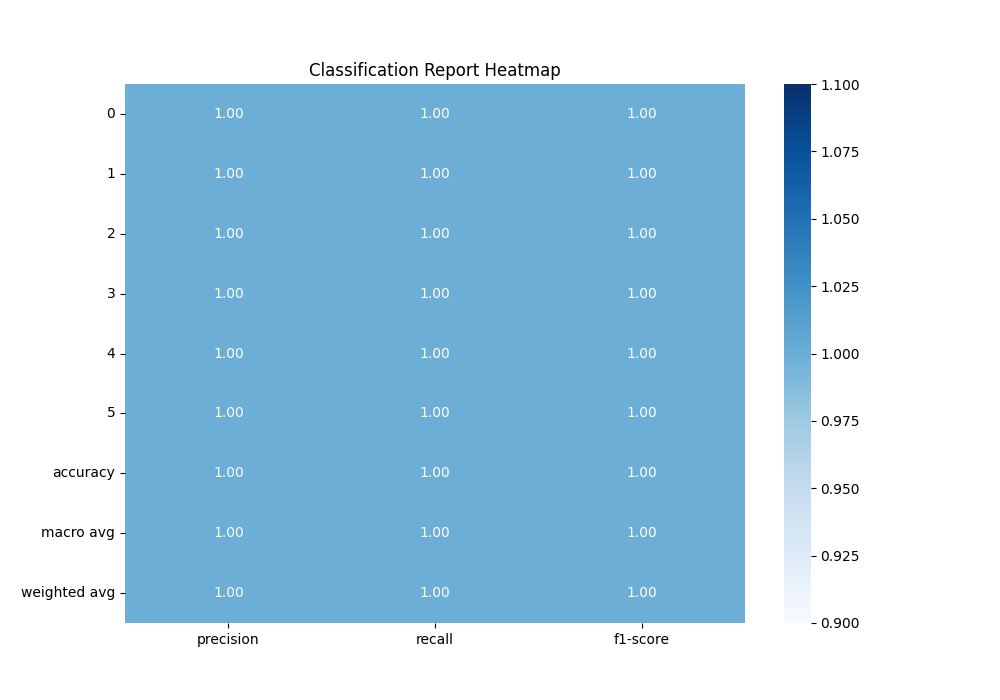 Classification Report Heatmap
0 1.00 1.00 1.00
1 1.00 1.00 1.00
2 1.00 1.00 1.00
3 1.00 1.00 1.00
4 1.00 1.00 1.00
5 1.00 1.00 1.00
accuracy 1.00 1.00 1.00
macro avg 1.00 1.00 1.00
weighted avg 1.00 1.00 1.00
precision recall f1-score
1.100
1.075
1.050
1.025
1.000
0.975
0.950
0.925
0.900